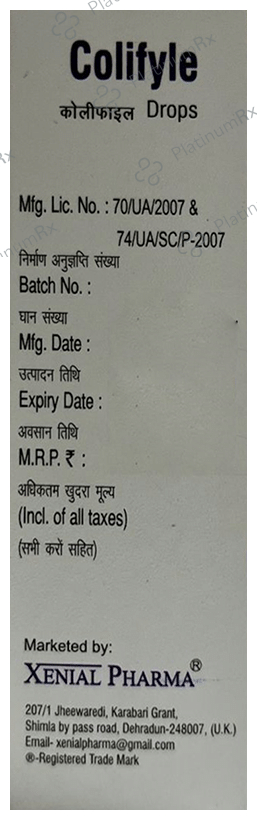 Colifyle
कोलीफाइल Drops
Mfg. Lic. No. : 70/UA/2007 &
74/UA/SC/P-2007
निर्माण अनुज्ञप्ति संख्या
Batch No. :
घान संख्या
Mfg. Date :
उत्पादन तिथि
Expiry Date :
अवसान तिथि
M.R.P. ₹ :
अधिकतम खुदरा मूल्य
(Incl. of all taxes)
(सभी करों सहित)
Marketed by:
XENIAL PHARMA®
207/1 Jheewaredi, Karabari Grant,
Shimla by pass road, Dehradun-248007, (U.K.)
Email- xenialpharma@gmail.com
®-Registered Trade Mark
PlatinumRx
PlatinumRx